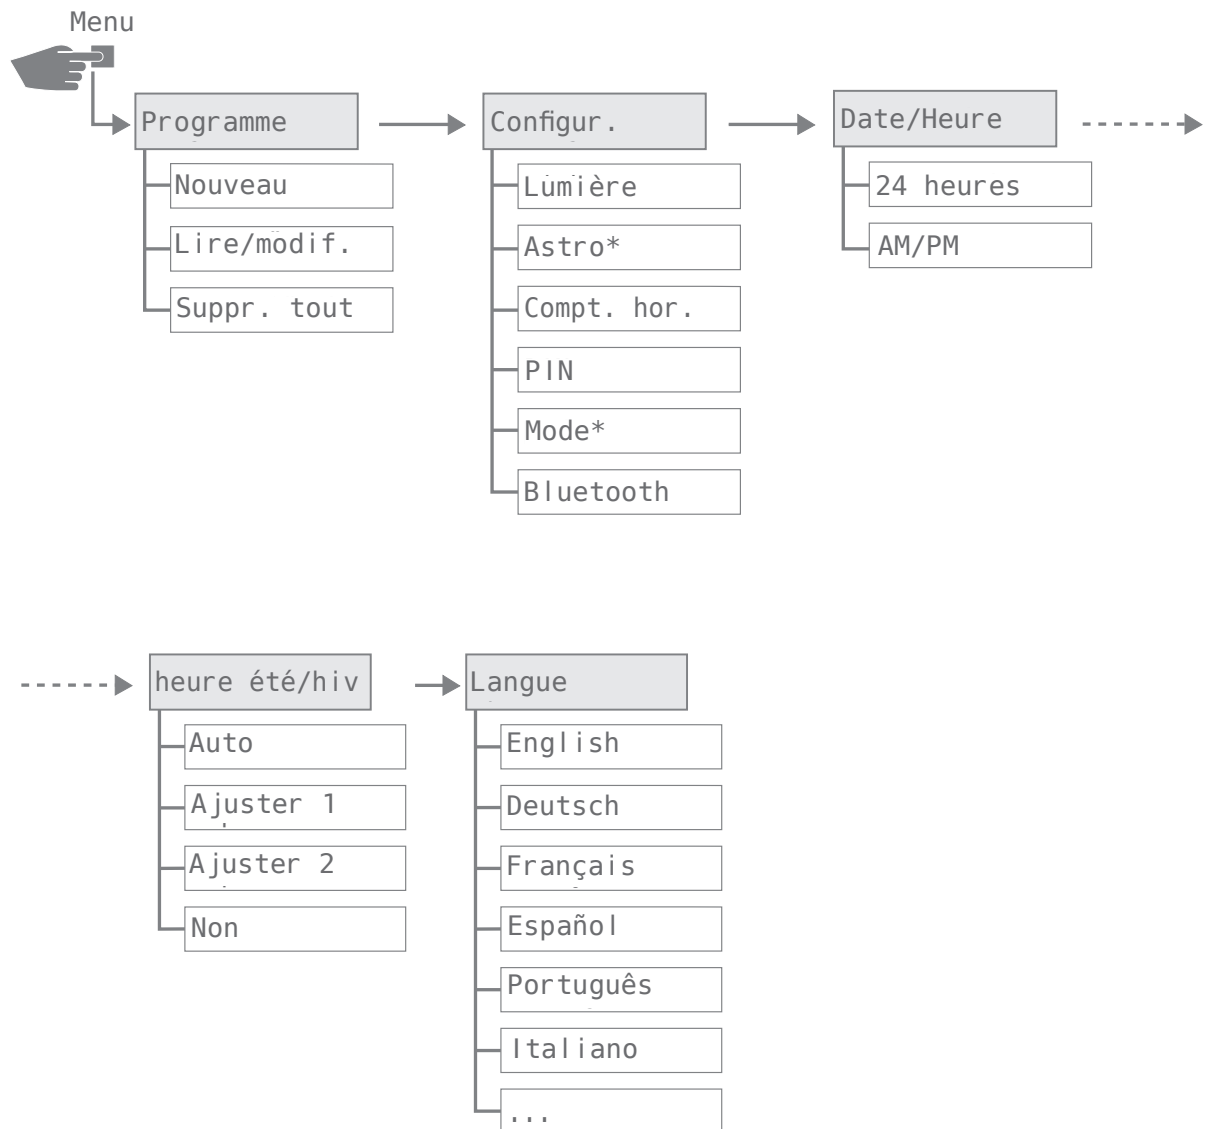 Menu
Programme
Nouveau
Lire/modif.
Suppr. tout
Configur.
Lumière
Astro*
Compt. hor.
PIN
Mode*
Bluetooth
Date/Heure
24 heures
AM/PM
heure été/hiv
Auto
Ajuster 1
Ajuster 2
Non
Langue
English
Deutsch
Français
Español
Português
Italiano
...